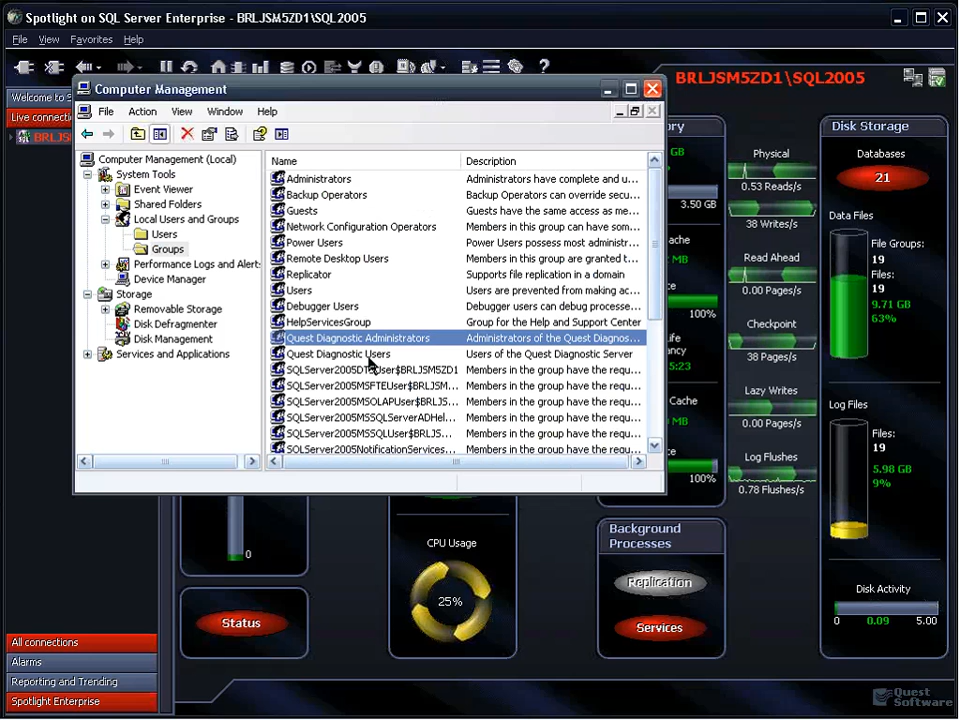 Spotlight on SQL Server Enterprise - BRLJSM5ZD1\SQL2005
File View Favorites Help
BRLJSM5ZD1\SQL2005
Welcome to S
Live connecti
BRLJS
Computer Management
File Action View Window Help
Computer Management (Local)
System Tools
Event Viewer
Shared Folders
Local Users and Groups
Users
Groups
Performance Logs and Alert:
Device Manager
Storage
Removable Storage
Disk Defragmenter
Disk Management
Services and Applications
Name Description
Administrators Administrators have complete and u...
Backup Operators Backup Operators can override secu...
Guests Guests have the same access as me...
Network Configuration Operators Members in this group can have som...
Power Users Power Users possess most administr...
Remote Desktop Users Members in this group are granted t...
Replicator Supports file replication in a domain
Users Users are prevented from making ac...
Debugger Users Debugger users can debug processe...
HelpServicesGroup Group for the Help and Support Center
Quest Diagnostic Administrators Administrators of the Quest Diagnos...
Quest Diagnostic Users Users of the Quest Diagnostic Server
SQLServer2005DTSUser$BRLJSM5ZD1 Members in the group have the requ...
SQLServer2005MSFTEUser$BRLJSM... Members in the group have the requ...
SQLServer2005MSOLAPUser$BRLJS... Members in the group have the requ...
SQLServer2005MSSQLServerADHel... Members in the group have the requ...
SQLServer2005MSSQLUser$BRLJS... Members in the group have the requ...
SQLServer2005NotificationServices... Members in the group have the requ...
ory
GB
3.50 GB
ache
MB
100%
ncy
5:23
Cache
100%
Physical
0.53 Reads/s
38 Writes/s
Read Ahead
0.00 Pages/s
Checkpoint
38 Pages/s
Lazy Writes
0.00 Pages/s
Log Flushes
0.78 Flushes/s
Disk Storage
Databases
21
Data Files
File Groups:
19
Files:
19
9.71 GB
63%
Log Files
Files:
19
5.98 GB
9%
Disk Activity
0 0.09 5.00
0
Status
CPU Usage
25%
Background
Processes
Replication
Services
All connections
Alarms
Reporting and Trending
Spotlight Enterprise
Quest
Software